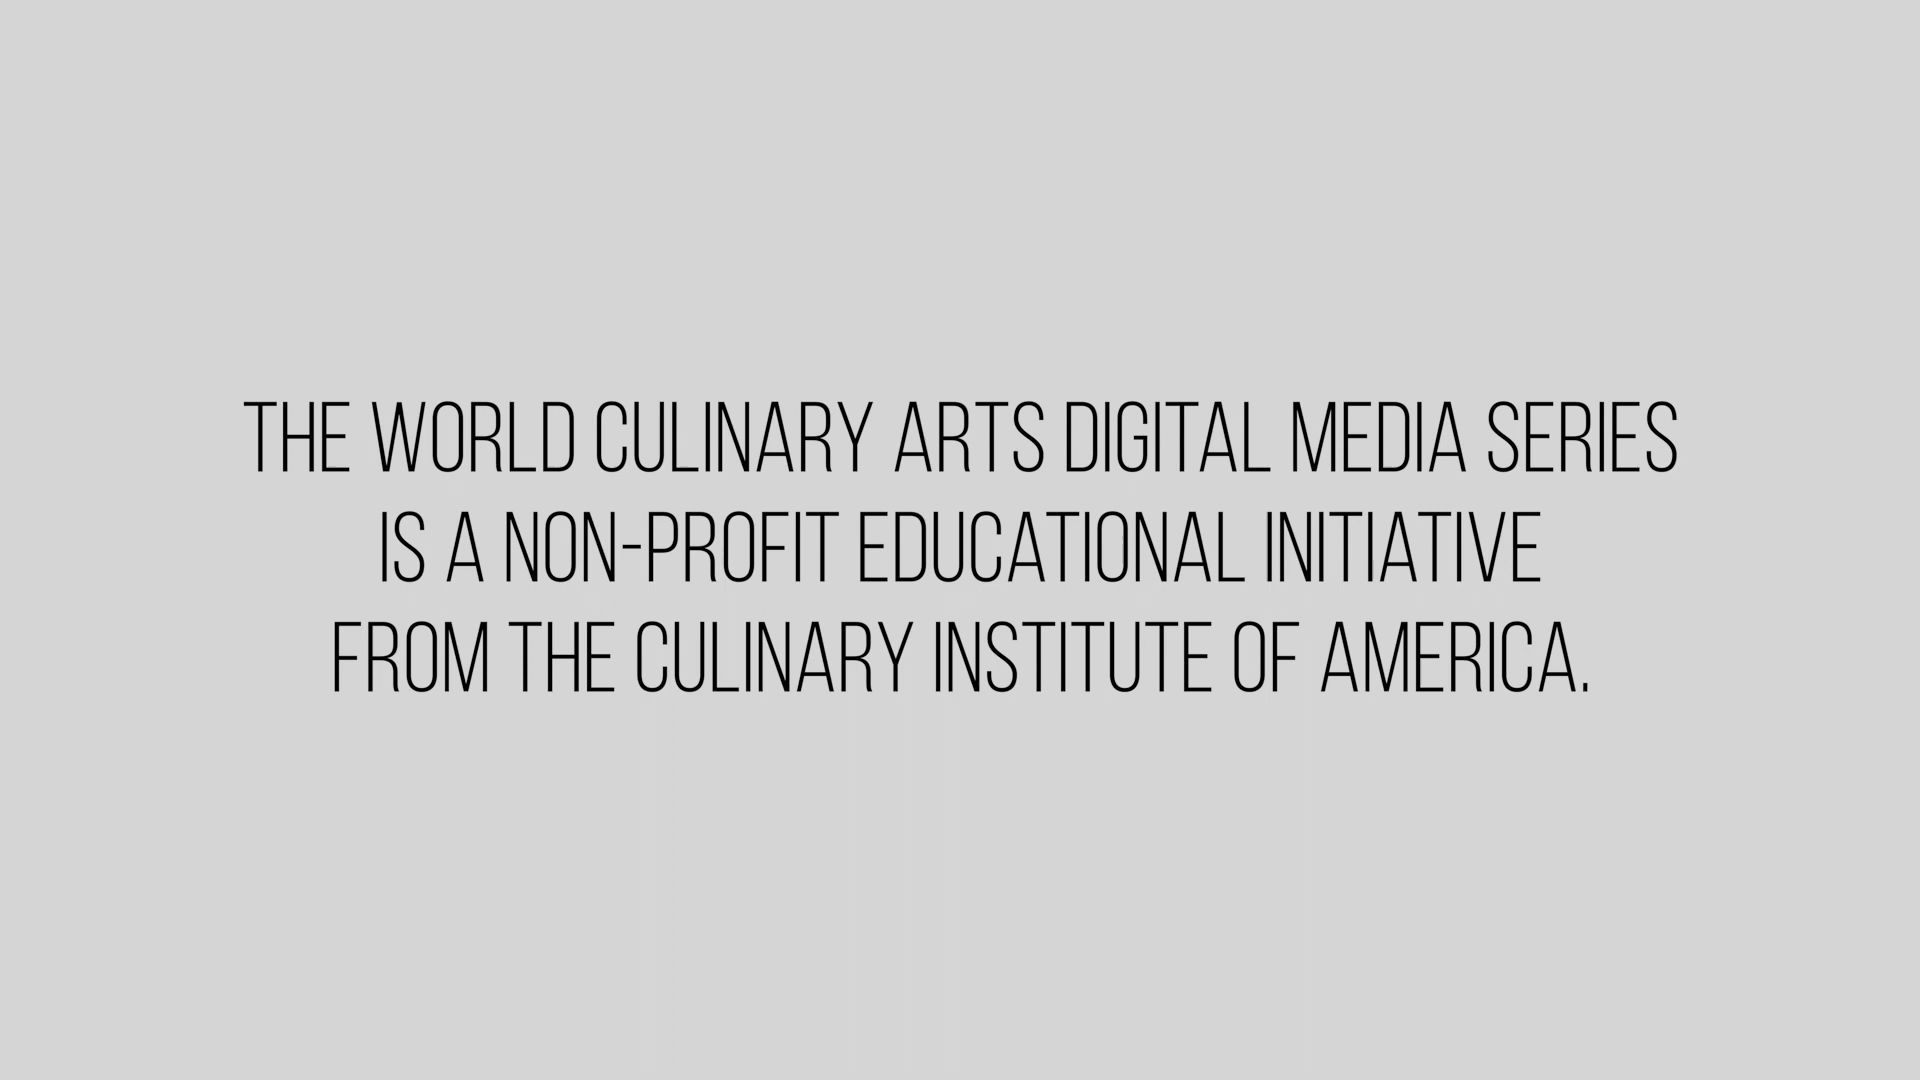 THE WORLD CULINARY ARTS DIGITAL MEDIA SERIES
IS A NON-PROFIT EDUCATIONAL INITIATIVE
FROM THE CULINARY INSTITUTE OF AMERICA.